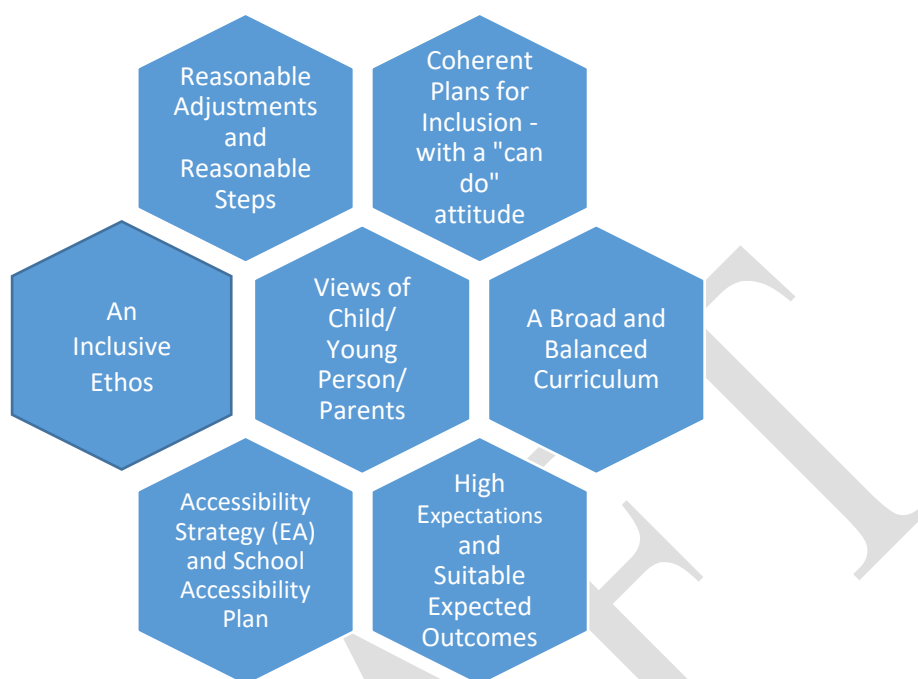 Reasonable
Adjustments
and
Reasonable
Steps
Coherent
Plans for
Inclusion -
with a "can
do"
attitude
An
Inclusive
Ethos
Views of
Child/
Young
Person/
Parents
A Broad and
Balanced
Curriculum
Accessibility
Strategy (EA)
and School
Accessibility
Plan
High
Expectations
and
Suitable
Expected
Outcomes